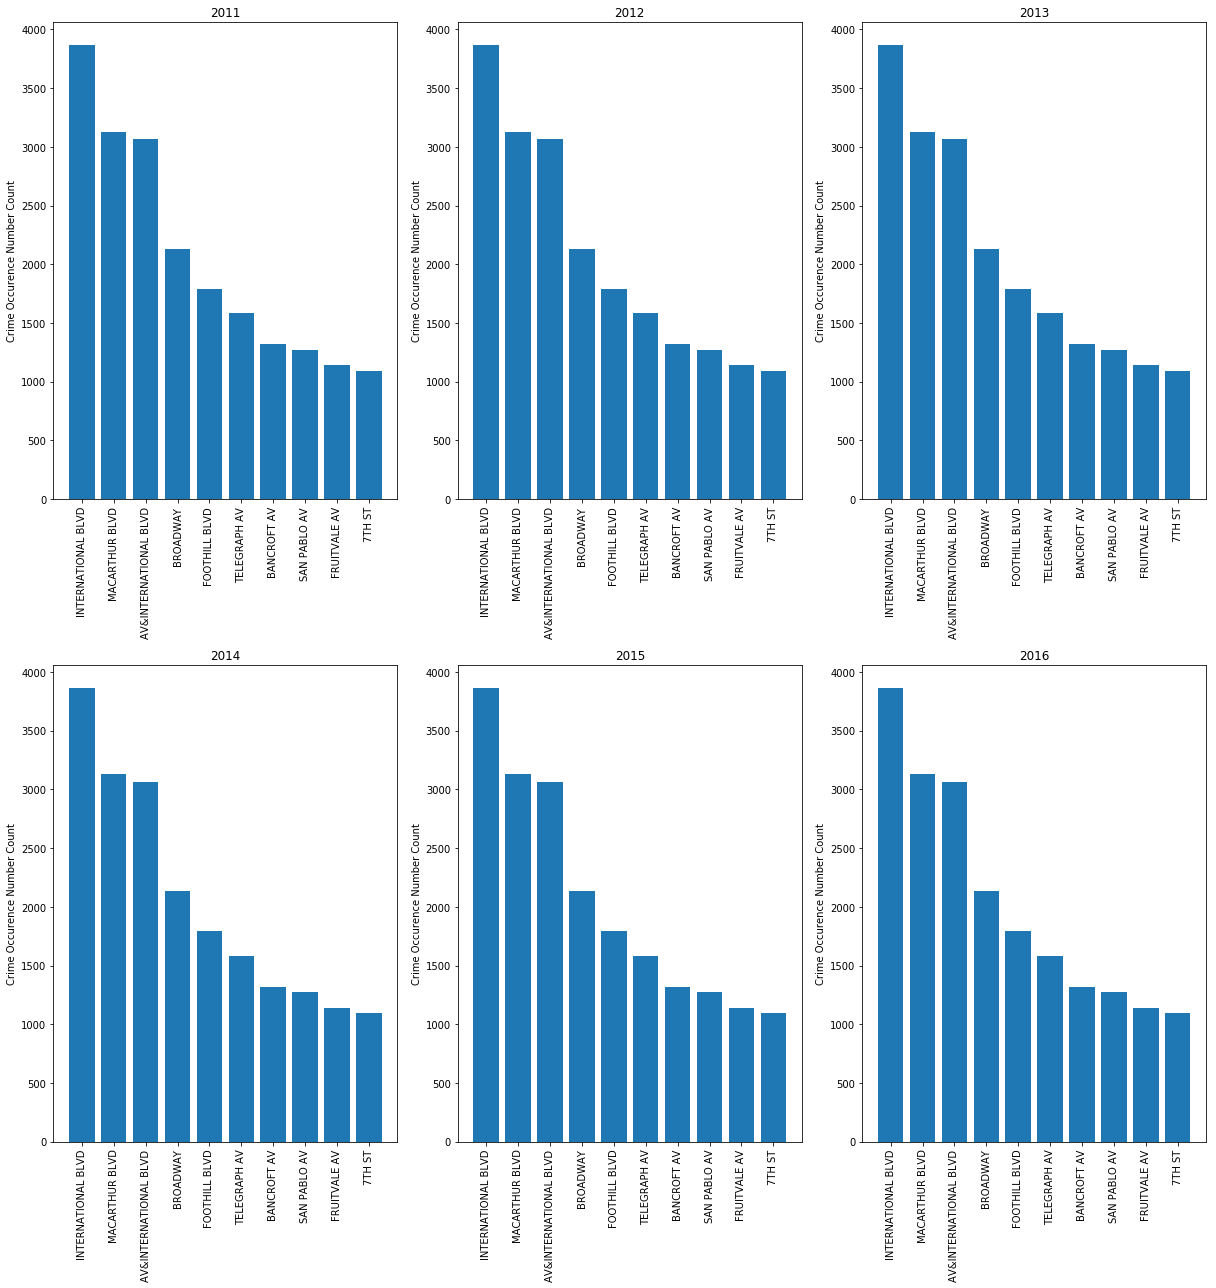 2011
4000
3500
3000
2500
2000
1500
1000
500
0
Crime Occurence Number Count
INTERNATIONAL BLVD
MACARTHUR BLVD
AV&INTERNATIONAL BLVD
BROADWAY
FOOTHILL BLVD
TELEGRAPH AV
BANCROFT AV
SAN PABLO AV
FRUITVALE AV
7TH ST
2012
4000
3500
3000
2500
2000
1500
1000
500
0
Crime Occurence Number Count
INTERNATIONAL BLVD
MACARTHUR BLVD
AV&INTERNATIONAL BLVD
BROADWAY
FOOTHILL BLVD
TELEGRAPH AV
BANCROFT AV
SAN PABLO AV
FRUITVALE AV
7TH ST
2013
4000
3500
3000
2500
2000
1500
1000
500
0
Crime Occurence Number Count
INTERNATIONAL BLVD
MACARTHUR BLVD
AV&INTERNATIONAL BLVD
BROADWAY
FOOTHILL BLVD
TELEGRAPH AV
BANCROFT AV
SAN PABLO AV
FRUITVALE AV
7TH ST
2014
4000
3500
3000
2500
2000
1500
1000
500
0
Crime Occurence Number Count
INTERNATIONAL BLVD
MACARTHUR BLVD
AV&INTERNATIONAL BLVD
BROADWAY
FOOTHILL BLVD
TELEGRAPH AV
BANCROFT AV
SAN PABLO AV
FRUITVALE AV
7TH ST
2015
4000
3500
3000
2500
2000
1500
1000
500
0
Crime Occurence Number Count
INTERNATIONAL BLVD
MACARTHUR BLVD
AV&INTERNATIONAL BLVD
BROADWAY
FOOTHILL BLVD
TELEGRAPH AV
BANCROFT AV
SAN PABLO AV
FRUITVALE AV
7TH ST
2016
4000
3500
3000
2500
2000
1500
1000
500
0
Crime Occurence Number Count
INTERNATIONAL BLVD
MACARTHUR BLVD
AV&INTERNATIONAL BLVD
BROADWAY
FOOTHILL BLVD
TELEGRAPH AV
BANCROFT AV
SAN PABLO AV
FRUITVALE AV
7TH ST